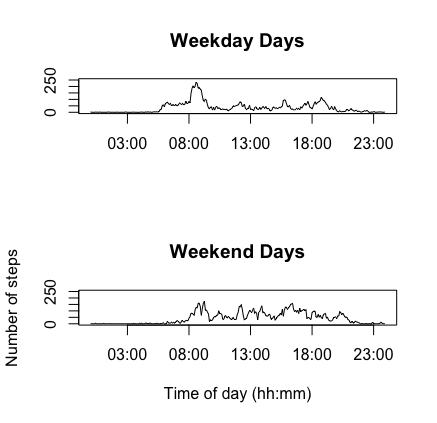 Weekday Days
250
0
03:00 08:00 13:00 18:00 23:00
Number of steps
Weekend Days
250
0
03:00 08:00 13:00 18:00 23:00
Time of day (hh:mm)